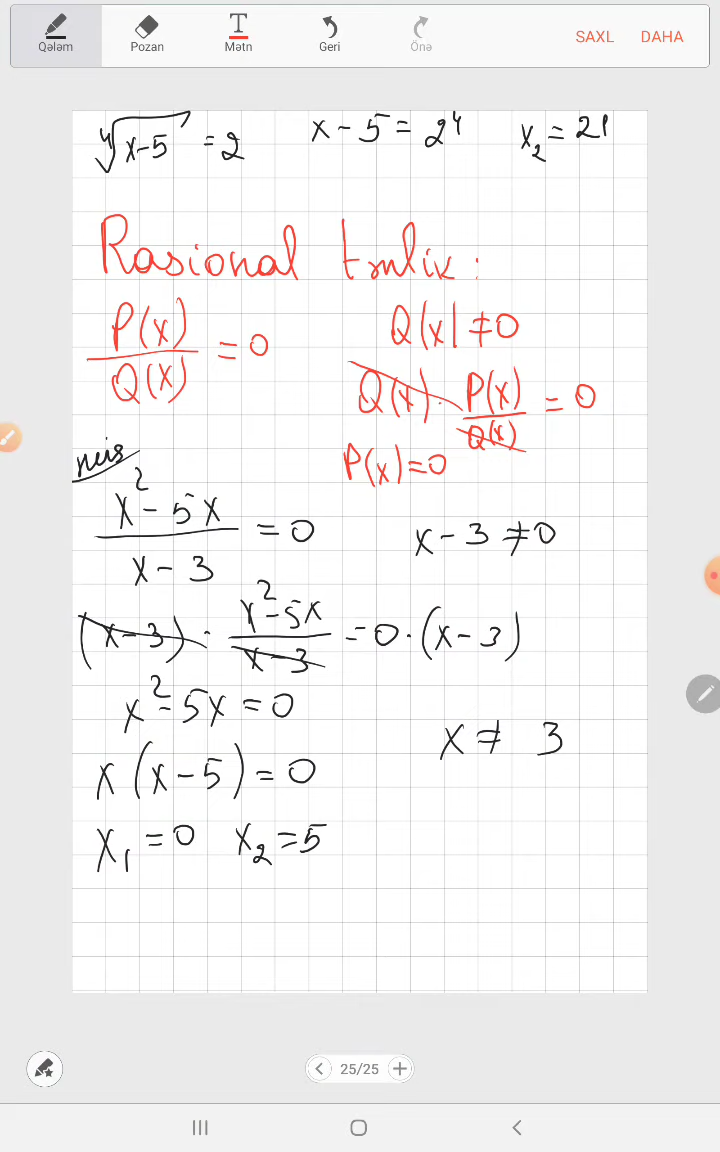 Qələm Pozan Mətn Geri Önə SAXL DAHA
∜(x-5) = 2 x - 5 = 2⁴ x₂ = 21
Rasional tənlik:
P(x)/Q(x) = 0 Q(x) ≠ 0
Q(x) · P(x)/Q(x) = 0
P(x) = 0
(x² - 5x)/(x - 3) = 0 x - 3 ≠ 0
(x-3) · (x² - 5x)/(x-3) = 0 · (x-3)
x² - 5x = 0
x ≠ 3
x(x-5) = 0
x₁ = 0 x₂ = 5
25/25